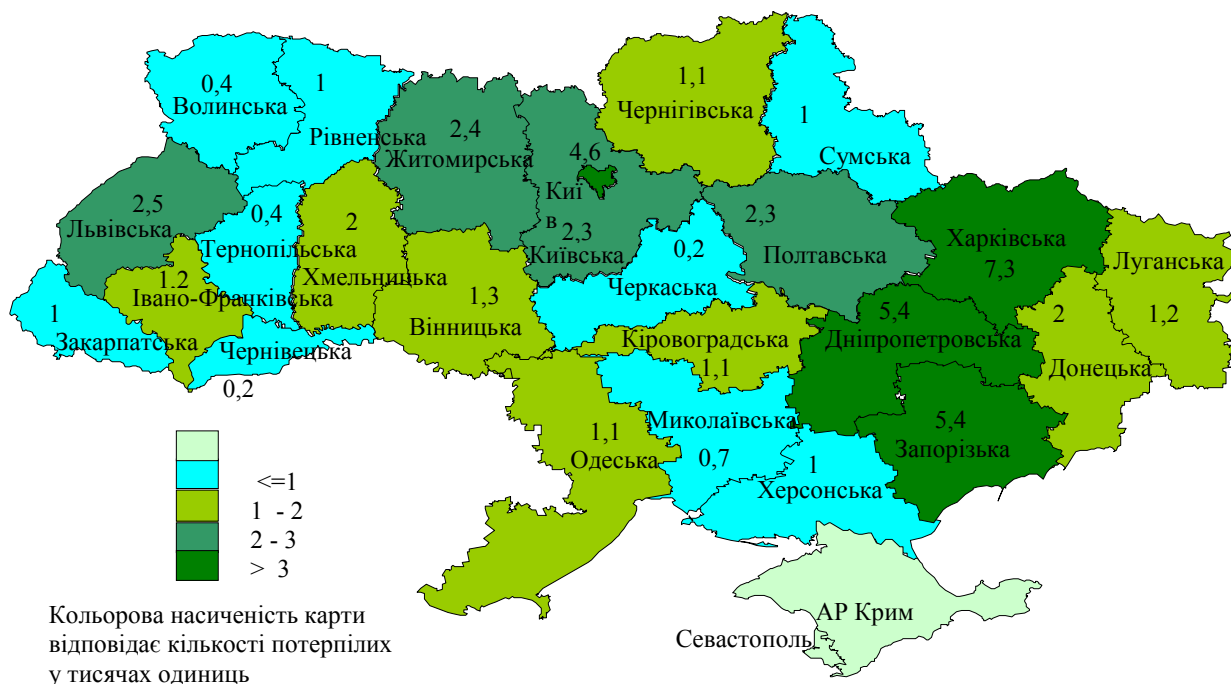 0,4
Волинська
1
Рівненська
2,4
Житомирська
4,6
Киї
в
2,3
Київська
1,1
Чернігівська
1
Сумська
2,5
Львівська
0,4
Тернопільська
2
Хмельницька
1.2
Івано-Франківська
1
Закарпатська
Чернівецька
0,2
1,3
Вінницька
0,2
Черкаська
2,3
Полтавська
Харківська
7,3
Луганська
1,2
2
Донецька
5,4
Дніпропетровська
Кіровоградська
1,1
5,4
Запорізька
Миколаївська
0,7
1,1
Одеська
1
Херсонська
АР Крим
Севастополь
<=1
1 - 2
2 - 3
> 3
Кольорова насиченість карти
відповідає кількості потерпілих
у тисячах одиниць